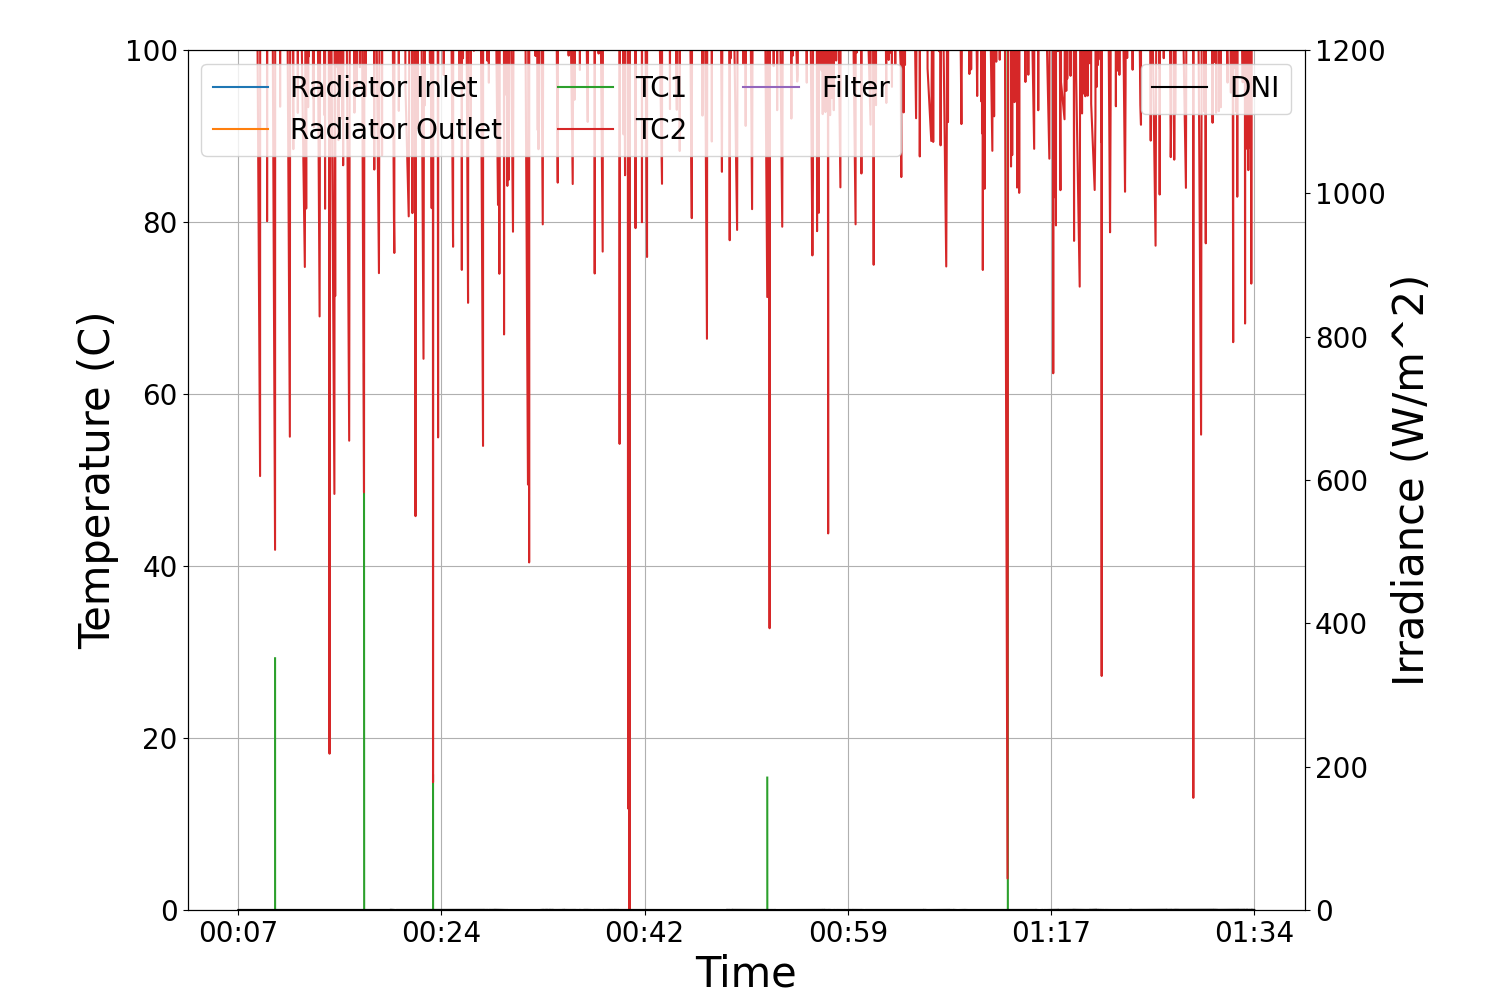 100
80
60
40
20
0
Temperature (C)
Radiator Inlet
Radiator Outlet
TC1
TC2
Filter
DNI
1200
1000
800
600
400
200
0
Irradiance (W/m^2)
00:07
00:24
00:42
00:59
01:17
01:34
Time